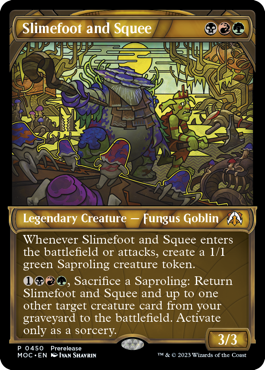 Slimefoot and Squee
Legendary Creature — Fungus Goblin
Whenever Slimefoot and Squee enters
the battlefield or attacks, create a 1/1
green Saproling creature token.
1, Sacrifice a Saproling: Return
Slimefoot and Squee and up to one
other target creature card from your
graveyard to the battlefield. Activate
only as a sorcery.
3/3
P 0450 Prerelease
MOC • EN Ivan Shavrin
™ & © 2023 Wizards of the Coast